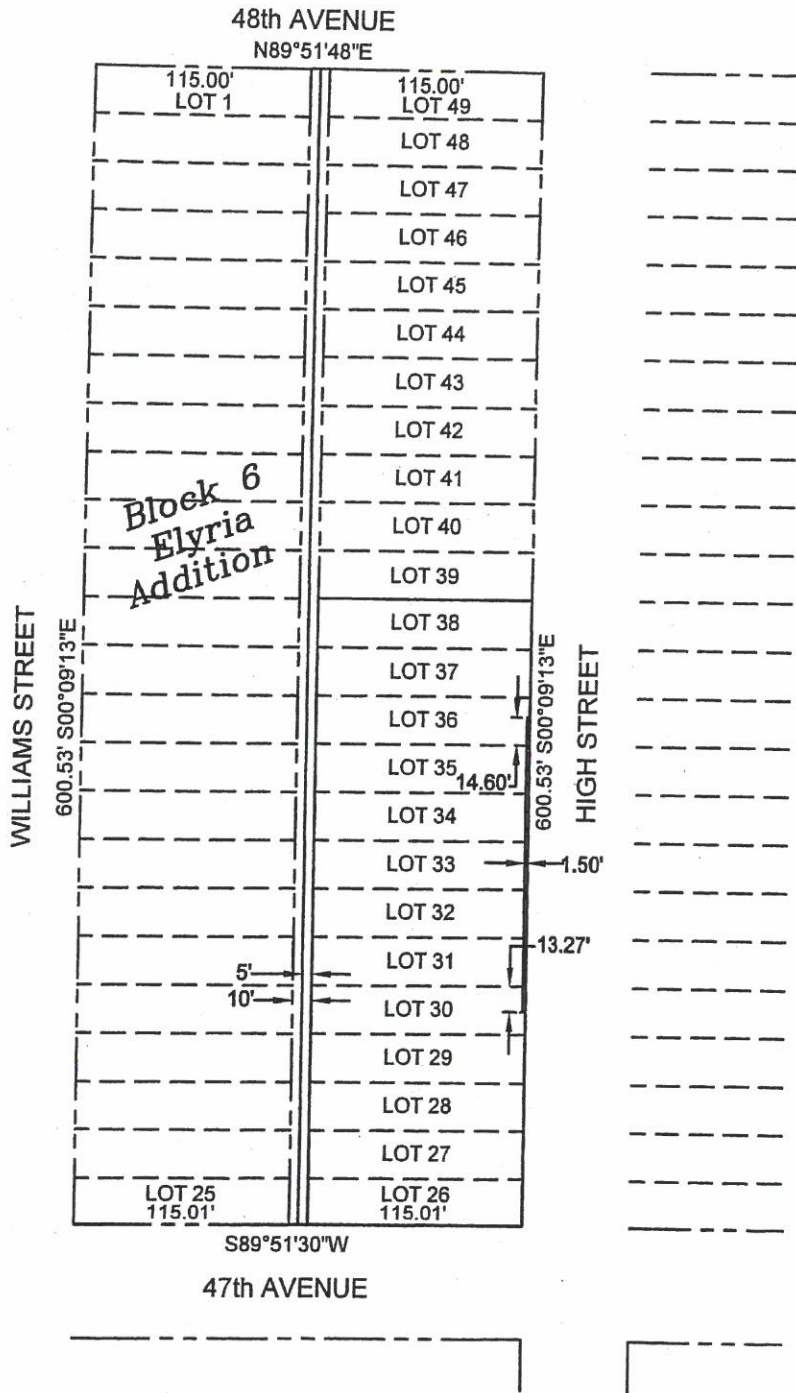 48th AVENUE
N89°51'48"E
115.00'
LOT 1
115.00'
LOT 49
LOT 48
LOT 47
LOT 46
LOT 45
LOT 44
LOT 43
LOT 42
LOT 41
LOT 40
LOT 39
Block 6
Elyria
Addition
LOT 38
LOT 37
LOT 36
LOT 35
14.60'
LOT 34
LOT 33
1.50'
LOT 32
LOT 31
13.27'
5'
10'
LOT 30
LOT 29
LOT 28
LOT 27
LOT 25
115.01'
LOT 26
115.01'
WILLIAMS STREET
600.53' S00°09'13"E
600.53' S00°09'13"E
HIGH STREET
S89°51'30"W
47th AVENUE